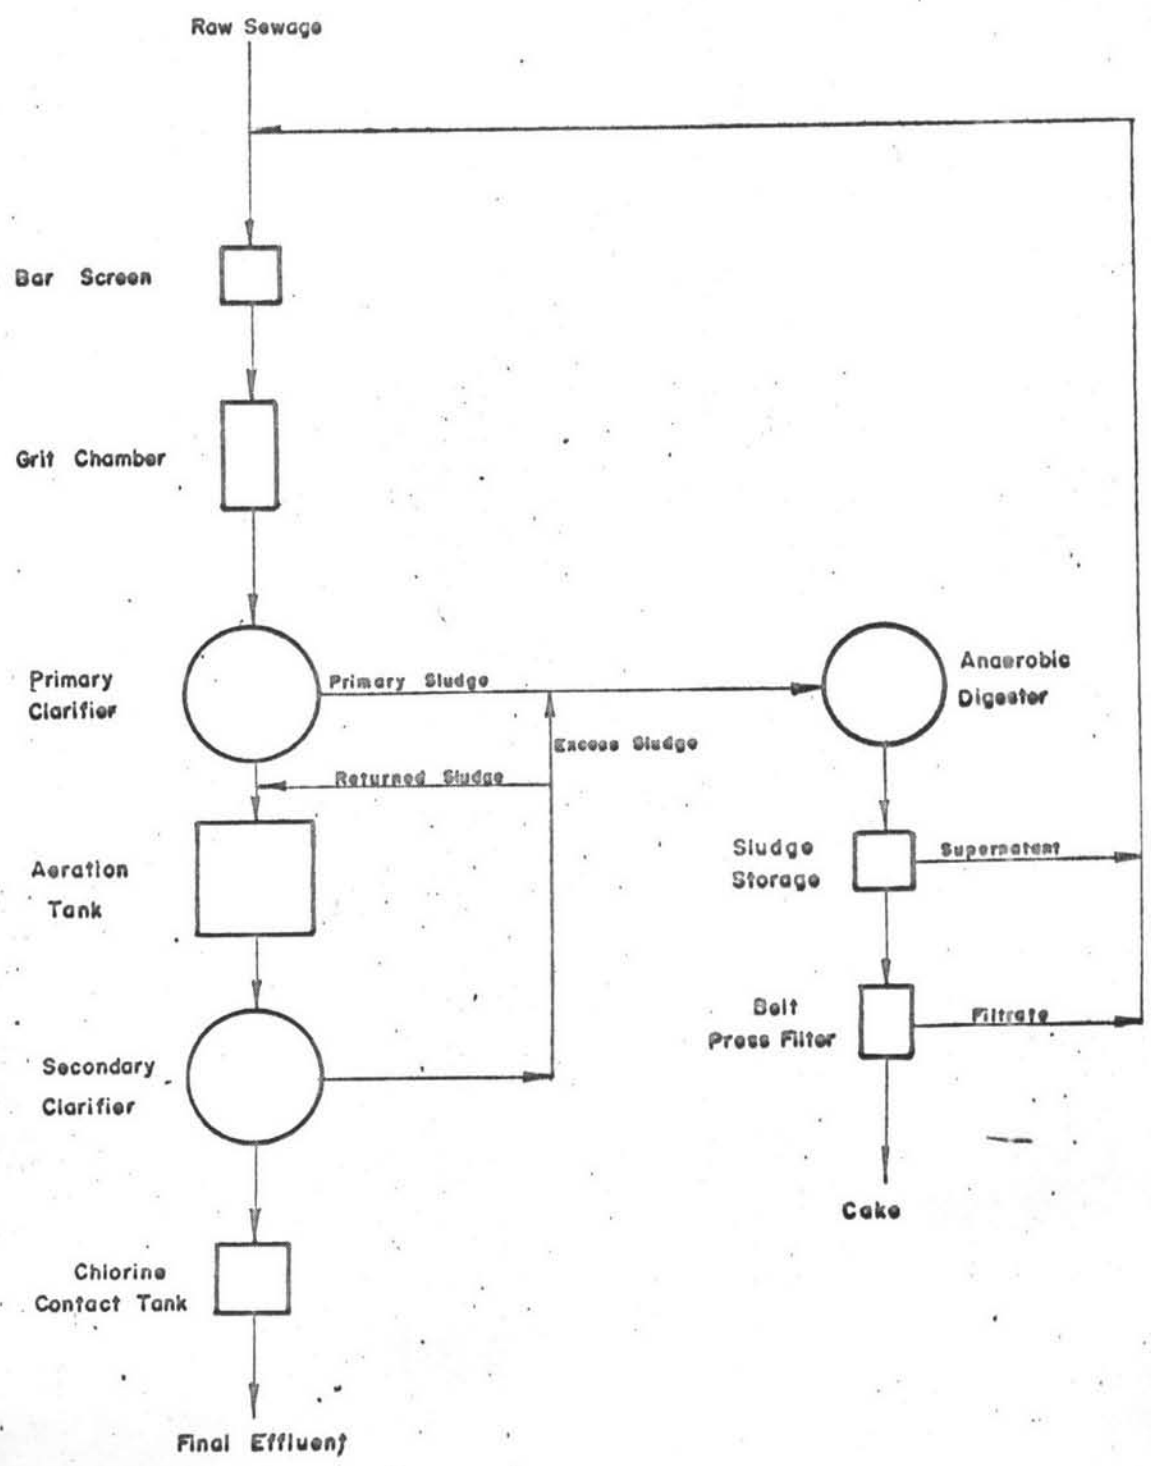 Raw Sewage
Bar Screen
Grit Chamber
Primary
Clarifier
Primary Sludge
Anaerobic
Digester
Excess Sludge
Returned Sludge
Aeration
Tank
Sludge
Storage
Supernatent
Belt
Press Filter
Filtrate
Secondary
Clarifier
Cake
Chlorine
Contact Tank
Final Effluent